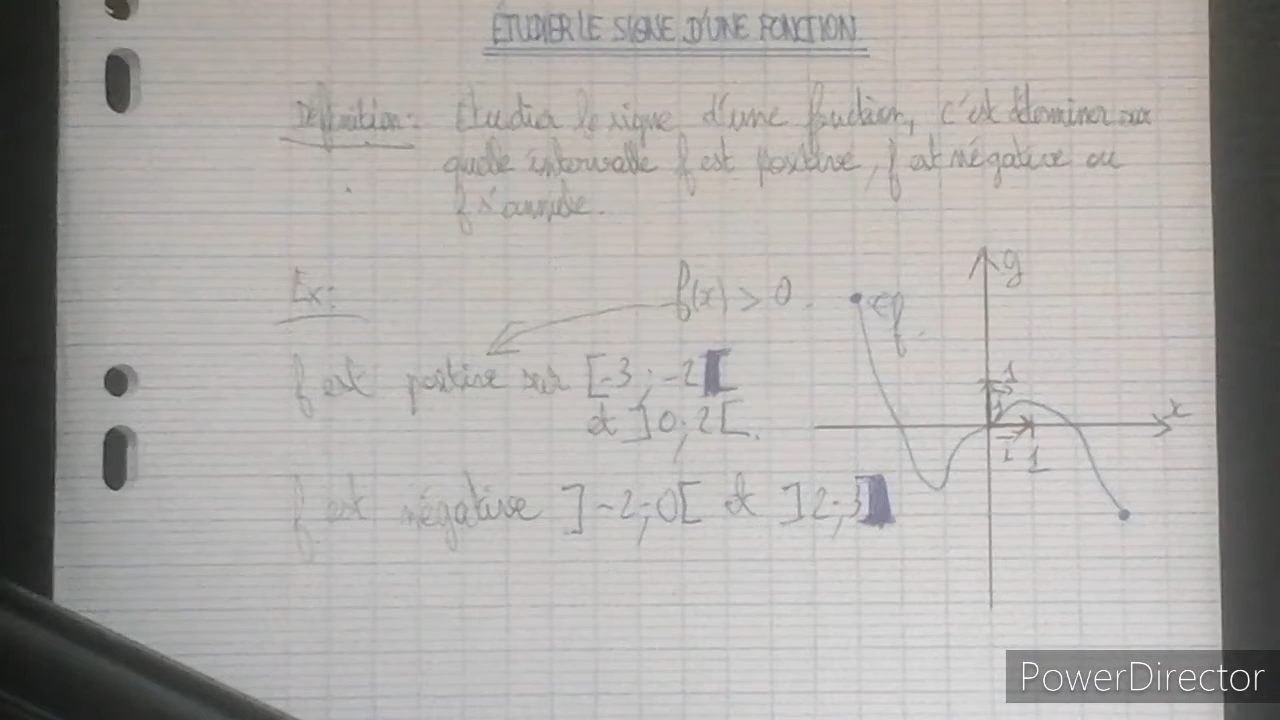 ÉTUDIER LE SIGNE D'UNE FONCTION
Définition: Etudier le signe d'une fonction, c'est déterminer sur
quelle intervalle f est positive, f est négative ou
f s'annule.
Ex:
f(x) > 0.
f est positive sur [-3; -2[
et ]0; 2[.
f est négative ]-2; 0[ et ]2; 3]
y
Cf
1
x
i
1
PowerDirector